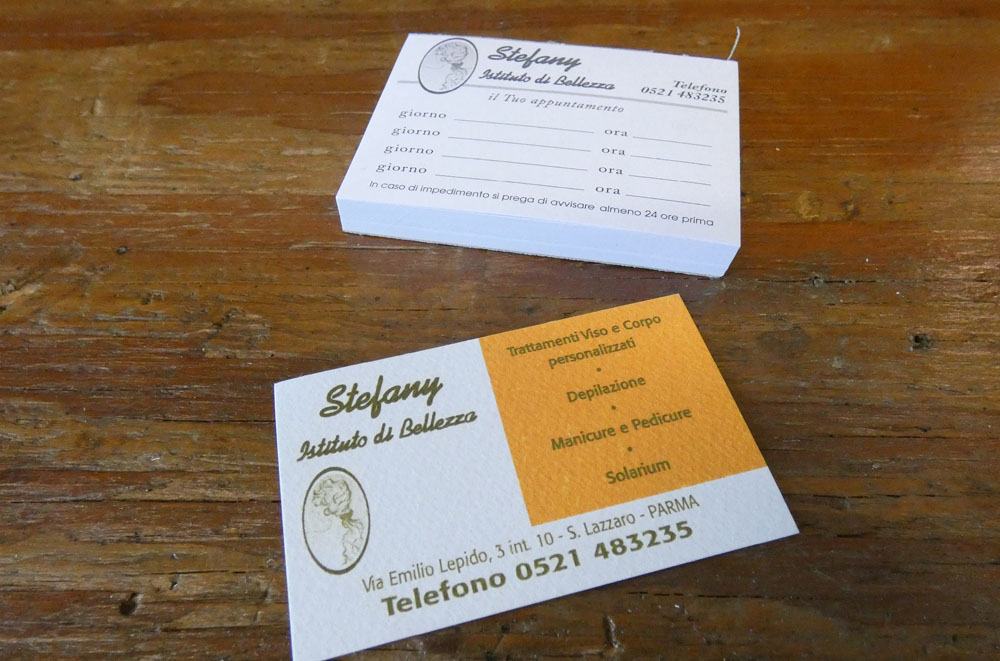 Stefany
Istituto di Bellezza
Telefono
0521 483235
il Tuo appuntamento
giorno ora
giorno ora
giorno ora
giorno ora
In caso di impedimento si prega di avvisare almeno 24 ore prima
Stefany
Istituto di Bellezza
Trattamenti Viso e Corpo
personalizzati
•
Depilazione
•
Manicure e Pedicure
•
Solarium
Via Emilio Lepido, 3 int. 10 - S. Lazzaro - PARMA
Telefono 0521 483235